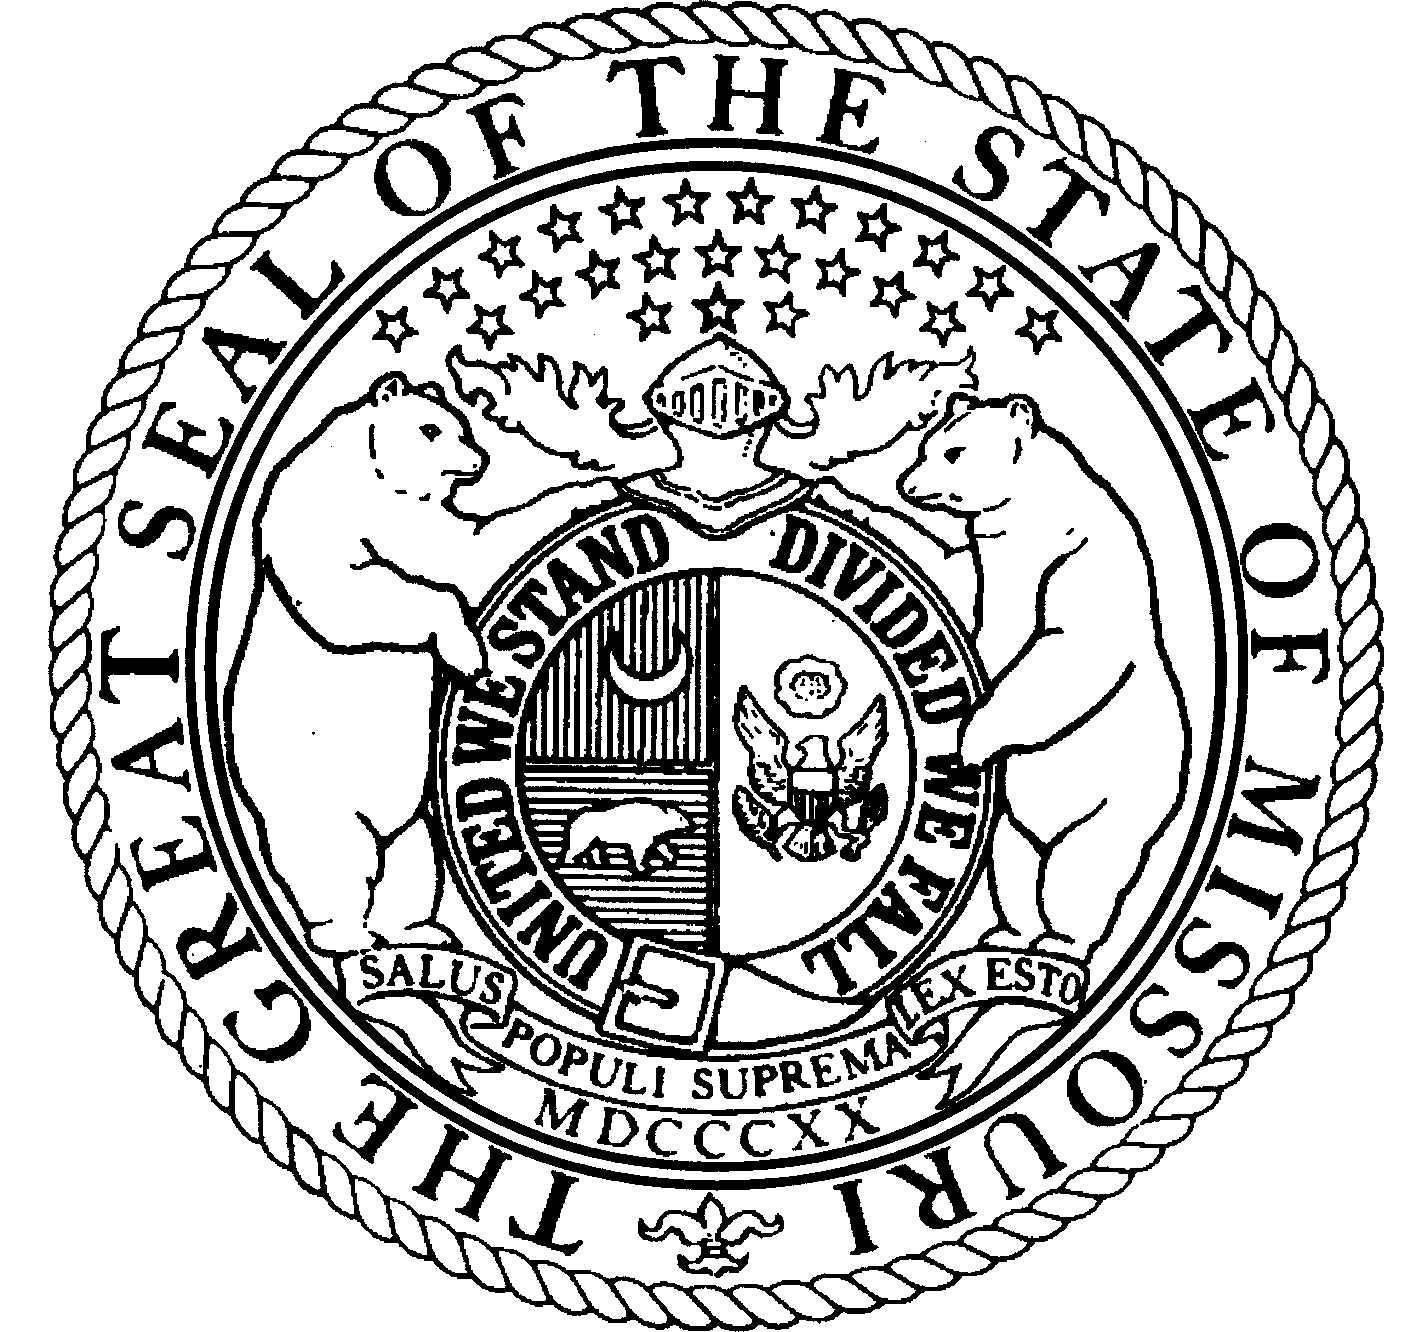 THE GREAT SEAL OF THE STATE OF MISSOURI
UNITED WE STAND DIVIDED WE FALL
SALUS POPULI SUPREMA LEX ESTO
MDCCCXX